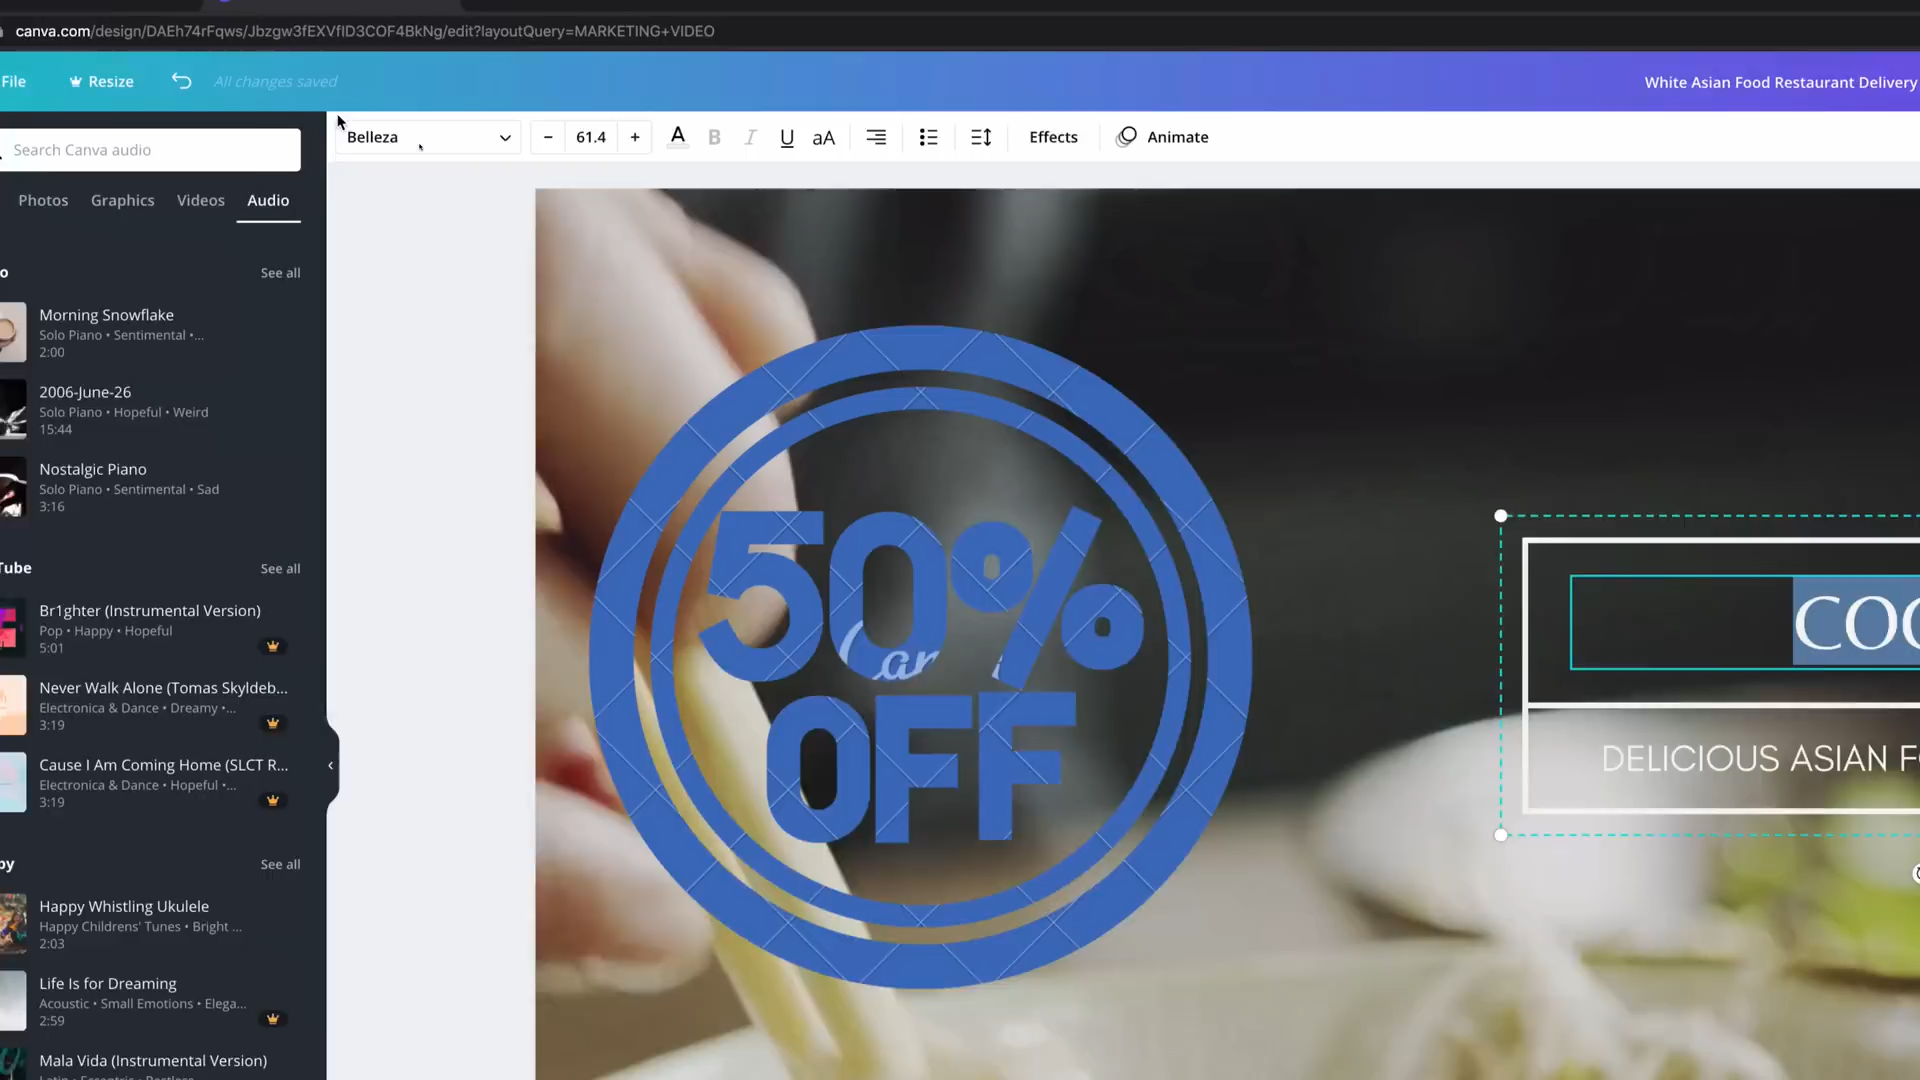 canva.com/design/DAEh74rFqws/Jbzgw3fEXVfID3COF4BkNg/edit?layoutQuery=MARKETING+VIDEO
File
Resize
All changes saved
White Asian Food Restaurant Delivery
Search Canva audio
Belleza
61.4
A
B
I
U
aA
Effects
Animate
Photos
Graphics
Videos
Audio
See all
Morning Snowflake
Solo Piano • Sentimental •...
2:00
2006-June-26
Solo Piano • Hopeful • Weird
15:44
Nostalgic Piano
Solo Piano • Sentimental • Sad
3:16
Tube
See all
Br1ghter (Instrumental Version)
Pop • Happy • Hopeful
5:01
Never Walk Alone (Tomas Skyldeb...
Electronica & Dance • Dreamy •...
3:19
Cause I Am Coming Home (SLCT R...
Electronica & Dance • Hopeful •...
3:19
py
See all
Happy Whistling Ukulele
Happy Childrens' Tunes • Bright ...
2:03
Life Is for Dreaming
Acoustic • Small Emotions • Elega...
2:59
Mala Vida (Instrumental Version)
50%
OFF
COO
DELICIOUS ASIAN FO